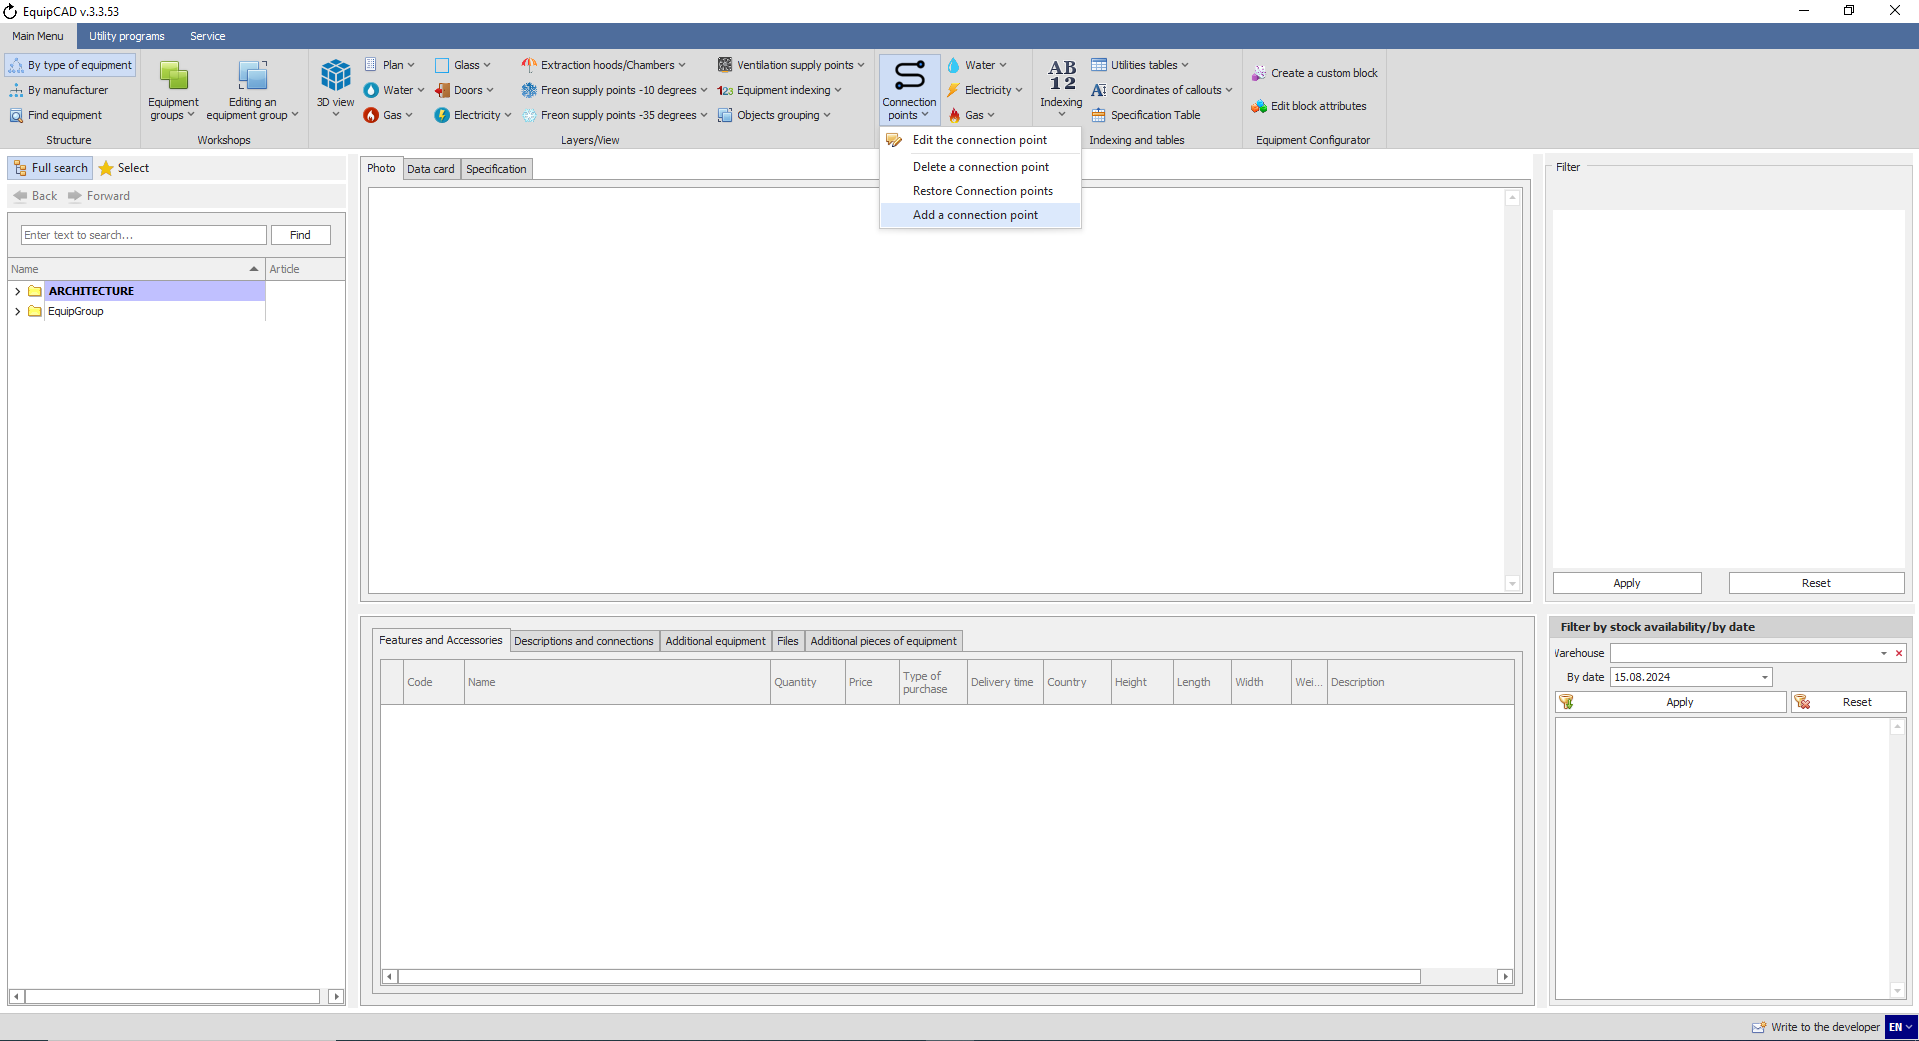 EquipCAD v.3.3.53
Main Menu
Utility programs
Service
By type of equipment
By manufacturer
Find equipment
Structure
Equipment
groups
Editing an
equipment group
Workshops
3D view
Plan
Water
Gas
Glass
Doors
Electricity
Extraction hoods/Chambers
Freon supply points -10 degrees
Freon supply points -35 degrees
Ventilation supply points
123 Equipment indexing
Objects grouping
Layers/View
Connection
points
Water
Electricity
Gas
AB
12
Indexing
Utilities tables
Coordinates of callouts
Specification Table
Indexing and tables
Create a custom block
Edit block attributes
Equipment Configurator
Edit the connection point
Delete a connection point
Restore Connection points
Add a connection point
Full search
Select
Back
Forward
Enter text to search...
Find
Name
Article
ARCHITECTURE
EquipGroup
Photo
Data card
Specification
Filter
Apply
Reset
Features and Accessories
Descriptions and connections
Additional equipment
Files
Additional pieces of equipment
Code
Name
Quantity
Price
Type of
purchase
Delivery time
Country
Height
Length
Width
Wei...
Description
Filter by stock availability/by date
Warehouse
By date
15.08.2024
Apply
Reset
Write to the developer
EN